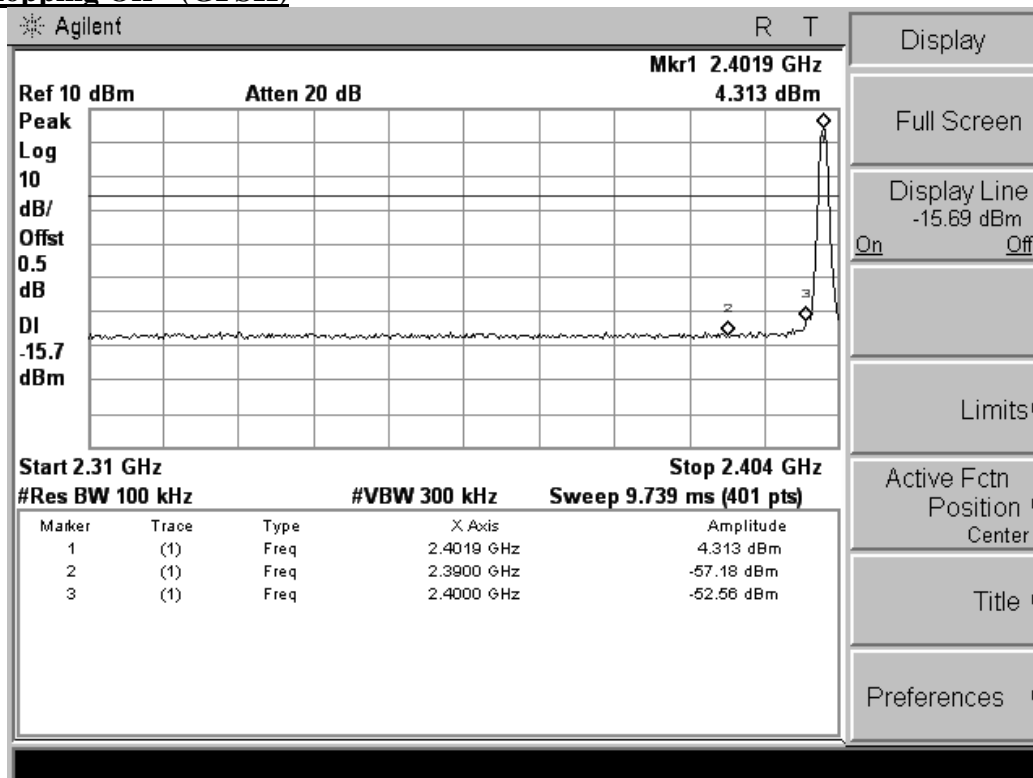 Agilent R T
Mkr1 2.4019 GHz
Ref 10 dBm Atten 20 dB 4.313 dBm
Peak
Log
10
dB/
Offst
0.5
dB
DI
-15.7
dBm
2
3
Start 2.31 GHz Stop 2.404 GHz
#Res BW 100 kHz #VBW 300 kHz Sweep 9.739 ms (401 pts)
Marker Trace Type X Axis Amplitude
1 (1) Freq 2.4019 GHz 4.313 dBm
2 (1) Freq 2.3900 GHz -57.18 dBm
3 (1) Freq 2.4000 GHz -52.56 dBm
Display
Full Screen
Display Line
-15.69 dBm
On Off
Limits
Active Fctn
Position
Center
Title
Preferences